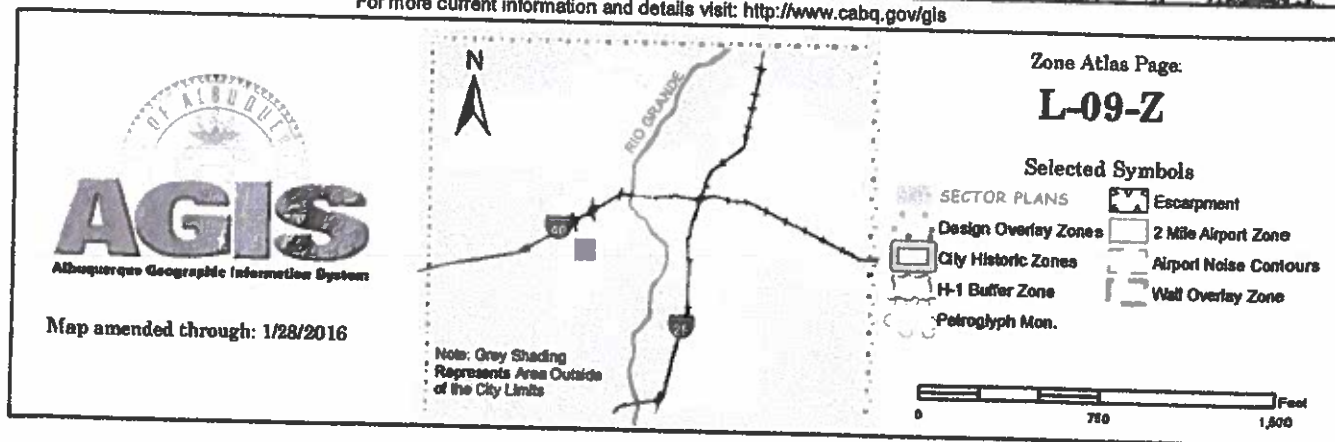 For more current information and details visit: http://www.cabq.gov/gis
OF ALBUQUER
AGIS
Albuquerque Geographic Information System
Map amended through: 1/28/2016
N
RIO GRANDE
40
25
Note: Grey Shading
Represents Area Outside
of the City Limits
Zone Atlas Page:
L-09-Z
Selected Symbols
SECTOR PLANS
Design Overlay Zones
City Historic Zones
H-1 Buffer Zone
Petroglyph Mon.
Escarpment
2 Mile Airport Zone
Airport Noise Contours
Wall Overlay Zone
Feet
0
750
1,500